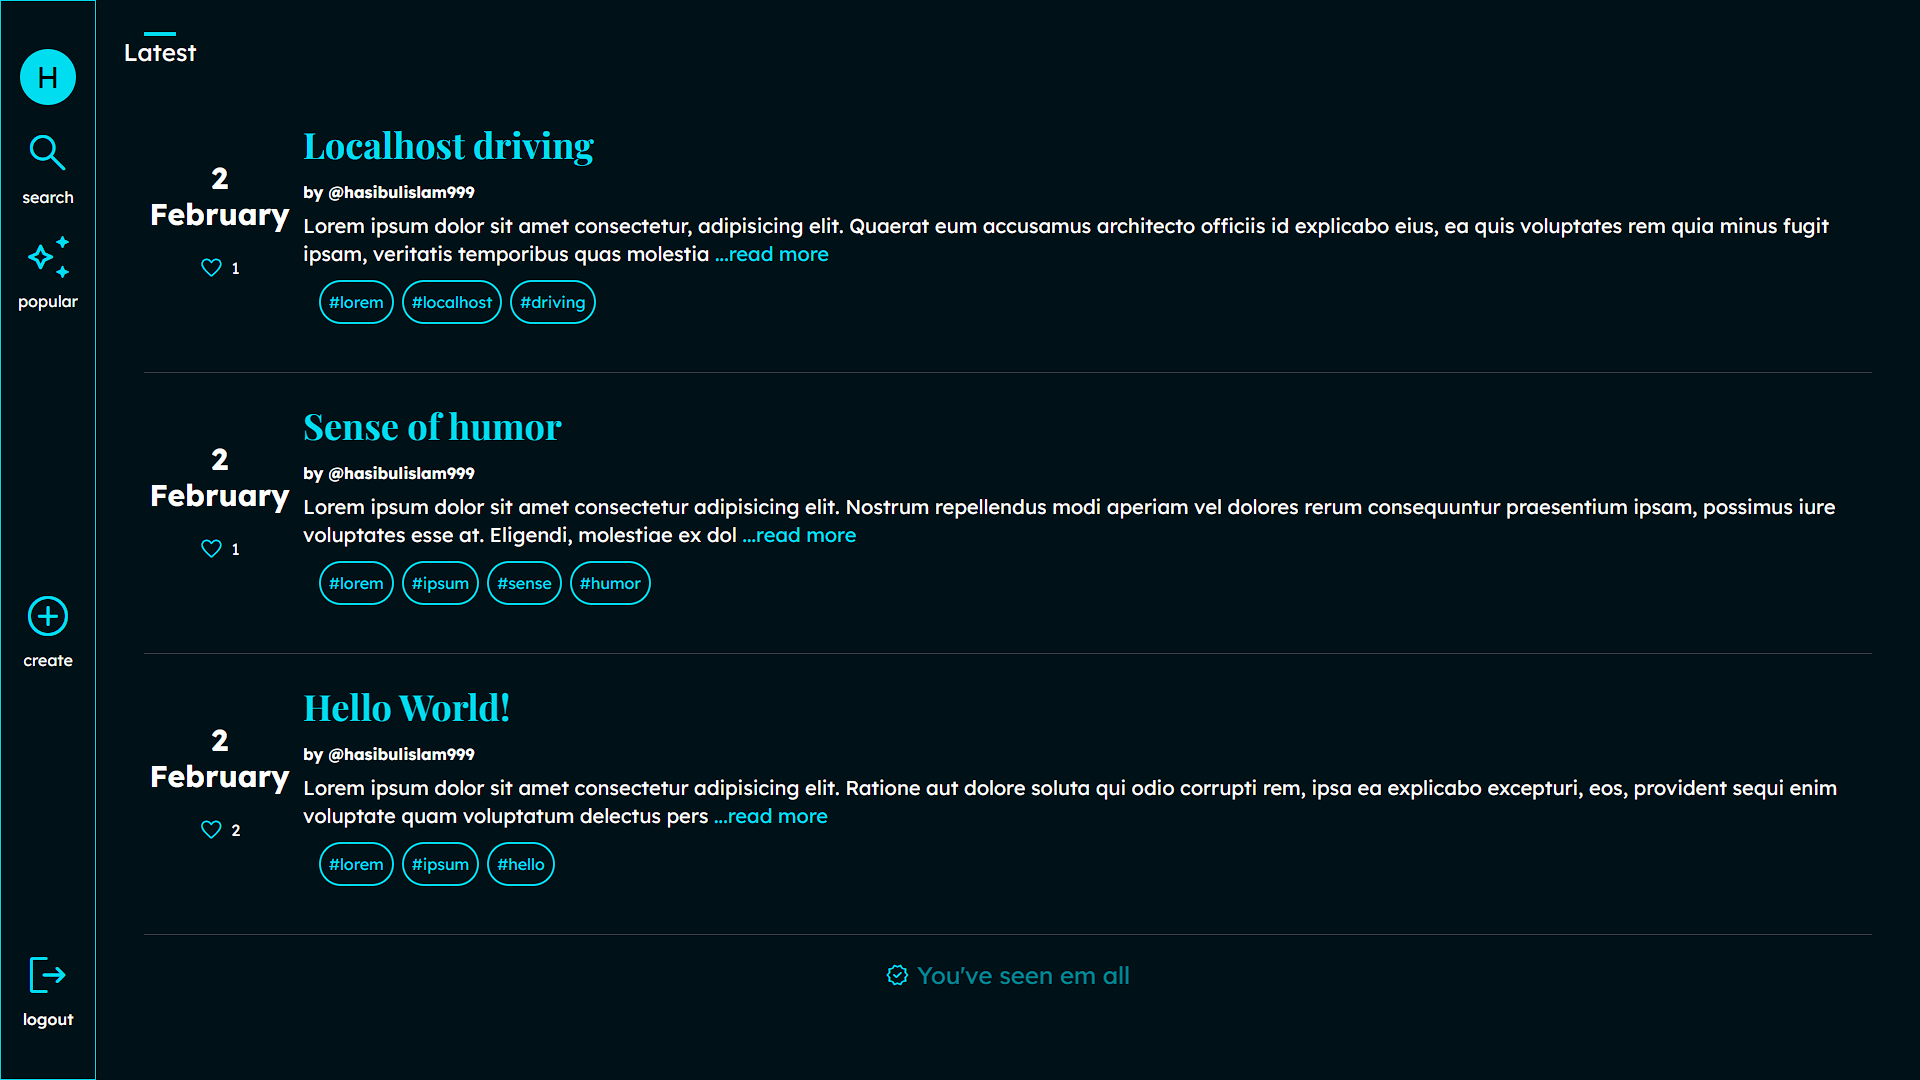 H
search
popular
create
logout
Latest
2
February
1
Localhost driving
by @hasibulislam999
Lorem ipsum dolor sit amet consectetur, adipisicing elit. Quaerat eum accusamus architecto officiis id explicabo eius, ea quis voluptates rem quia minus fugit
ipsam, veritatis temporibus quas molestia ...read more
#lorem #localhost #driving
2
February
1
Sense of humor
by @hasibulislam999
Lorem ipsum dolor sit amet consectetur adipisicing elit. Nostrum repellendus modi aperiam vel dolores rerum consequuntur praesentium ipsam, possimus iure
voluptates esse at. Eligendi, molestiae ex dol ...read more
#lorem #ipsum #sense #humor
2
February
2
Hello World!
by @hasibulislam999
Lorem ipsum dolor sit amet consectetur adipisicing elit. Ratione aut dolore soluta qui odio corrupti rem, ipsa ea explicabo excepturi, eos, provident sequi enim
voluptate quam voluptatum delectus pers ...read more
#lorem #ipsum #hello
You've seen em all